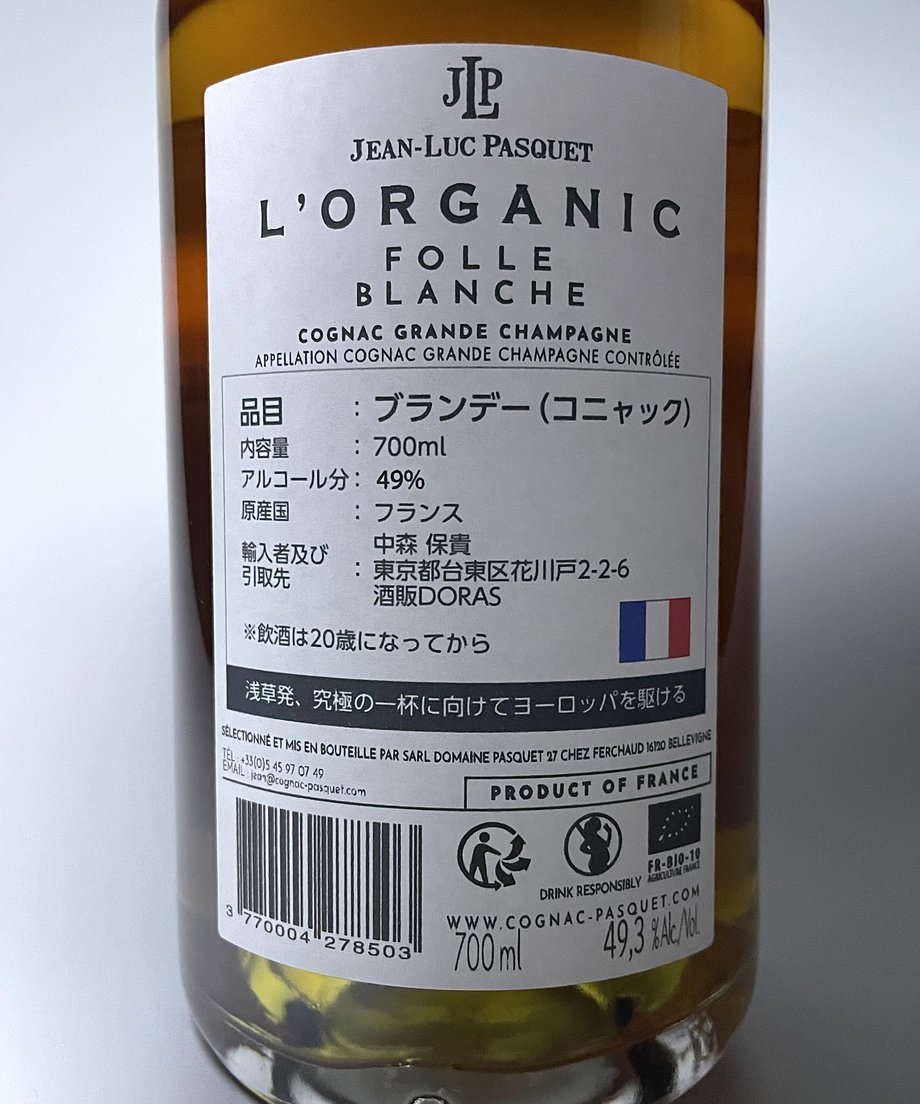 JLP
JEAN-LUC PASQUET
L'ORGANIC
FOLLE
BLANCHE
COGNAC GRANDE CHAMPAGNE
APPELLATION COGNAC GRANDE CHAMPAGNE CONTRÔLÉE
品目 : ブランデー(コニャック)
内容量 : 700ml
アルコール分 : 49%
原産国 : フランス
輸入者及び引取先 : 中森 保貴
東京都台東区花川戸2-2-6
酒販DORAS
※飲酒は20歳になってから
浅草発、究極の一杯に向けてヨーロッパを駆ける
SÉLECTIONNÉ ET MIS EN BOUTEILLE PAR SARL DOMAINE PASQUET 27 CHEZ FERCHAUD 16120 BELLEVIGNE
TÉL : +33(0)5 45 97 07 49
EMAIL : jean@cognac-pasquet.com
PRODUCT OF FRANCE
FR-BIO-10
AGRICULTURE FRANCE
DRINK RESPONSIBLY
WWW.COGNAC-PASQUET.COM
3 770004 278503
700 ml 49,3 %Alc./Vol.